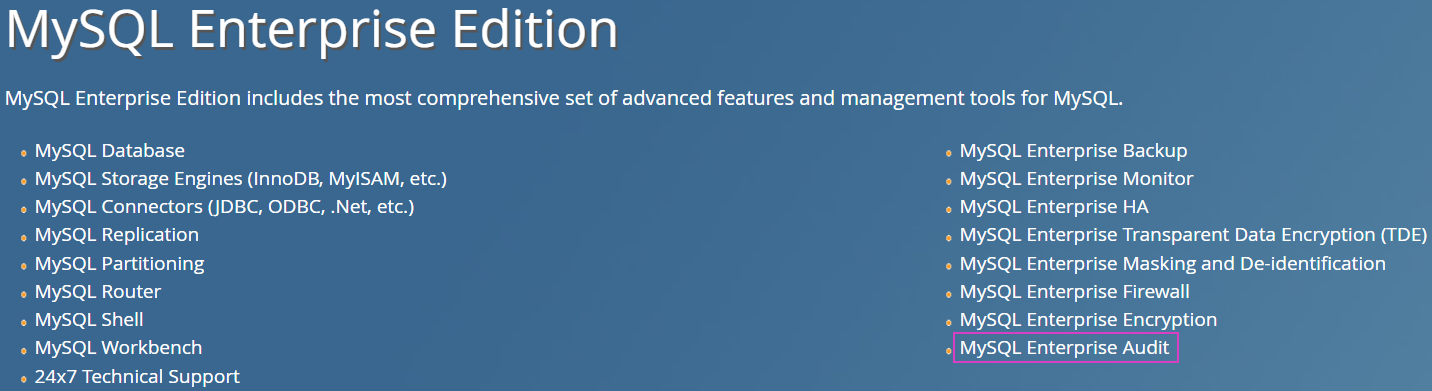 MySQL Enterprise Edition
MySQL Enterprise Edition includes the most comprehensive set of advanced features and management tools for MySQL.
MySQL Database
MySQL Storage Engines (InnoDB, MyISAM, etc.)
MySQL Connectors (JDBC, ODBC, .Net, etc.)
MySQL Replication
MySQL Partitioning
MySQL Router
MySQL Shell
MySQL Workbench
24x7 Technical Support
MySQL Enterprise Backup
MySQL Enterprise Monitor
MySQL Enterprise HA
MySQL Enterprise Transparent Data Encryption (TDE)
MySQL Enterprise Masking and De-identification
MySQL Enterprise Firewall
MySQL Enterprise Encryption
MySQL Enterprise Audit